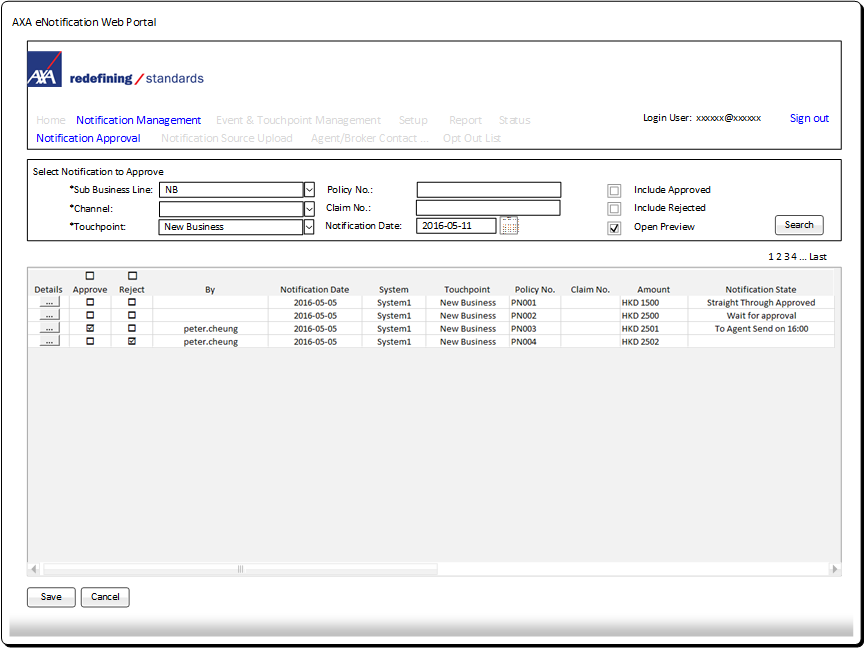 AXA eNotification Web Portal
AXA redefining / standards
Home Notification Management Event & Touchpoint Management Setup Report Status Login User: xxxxxx@xxxxxx Sign out
Notification Approval Notification Source Upload Agent/Broker Contact ... Opt Out List
Select Notification to Approve
*Sub Business Line: NB Policy No.: Include Approved
*Channel: Claim No.: Include Rejected
*Touchpoint: New Business Notification Date: 2016-05-11 Open Preview Search
1 2 3 4 ... Last
Details Approve Reject By Notification Date System Touchpoint Policy No. Claim No. Amount Notification State
... 2016-05-05 System1 New Business PN001 HKD 1500 Straight Through Approved
... 2016-05-05 System1 New Business PN002 HKD 2500 Wait for approval
... peter.cheung 2016-05-05 System1 New Business PN003 HKD 2501 To Agent Send on 16:00
... peter.cheung 2016-05-05 System1 New Business PN004 HKD 2502
Save Cancel